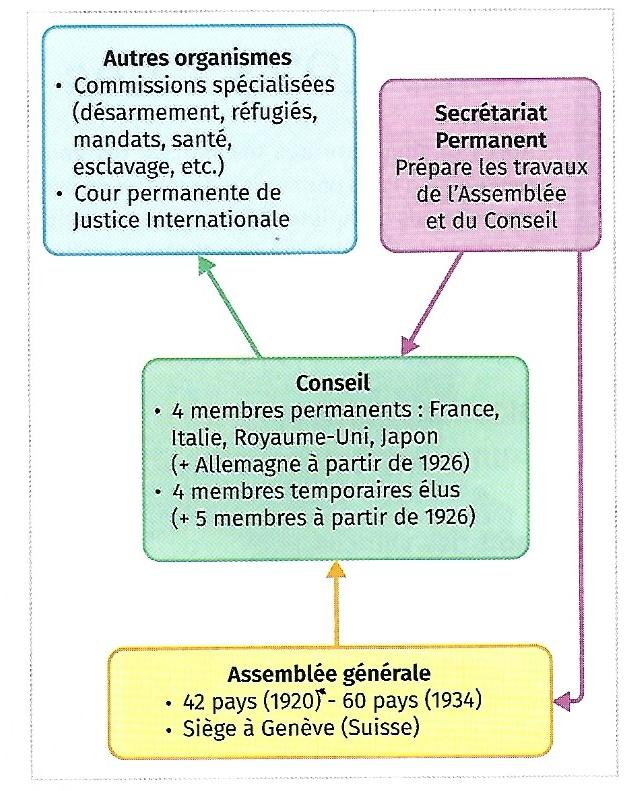 Autres organismes
• Commissions spécialisées
(désarmement, réfugiés,
mandats, santé,
esclavage, etc.)
• Cour permanente de
Justice Internationale
Secrétariat
Permanent
Prépare les travaux
de l'Assemblée
et du Conseil
Conseil
• 4 membres permanents : France,
Italie, Royaume-Uni, Japon
(+ Allemagne à partir de 1926)
• 4 membres temporaires élus
(+ 5 membres à partir de 1926)
Assemblée générale
• 42 pays (1920) - 60 pays (1934)
• Siège à Genève (Suisse)